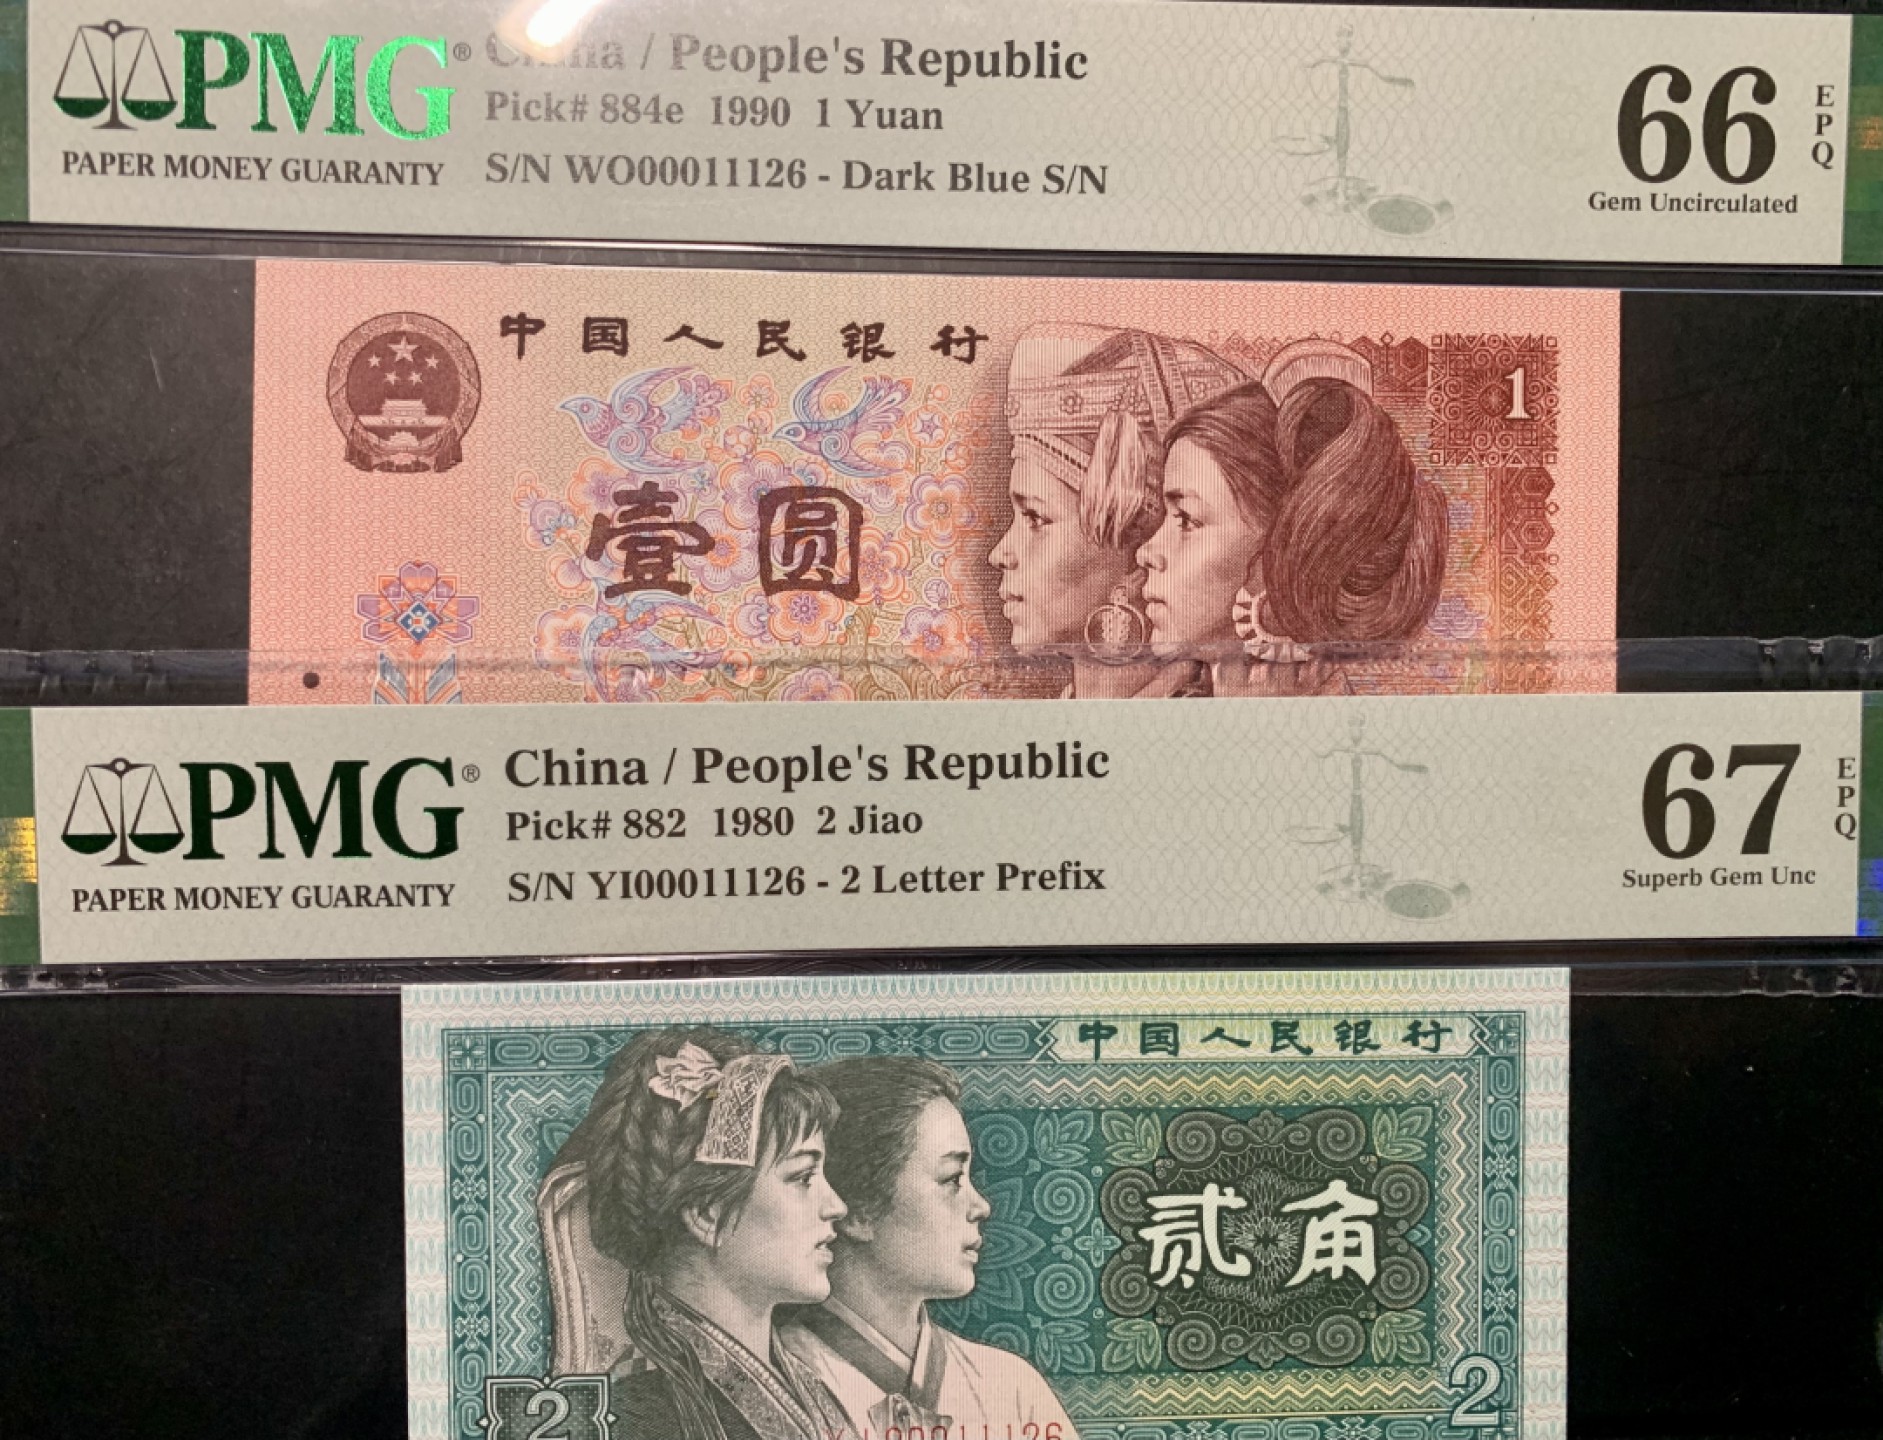 PMG® China / People's Republic
Pick# 884e 1990 1 Yuan
PAPER MONEY GUARANTY
S/N WO00011126 - Dark Blue S/N
66 EPQ
Gem Uncirculated
中国人民银行
1
壹圆
PMG® China / People's Republic
Pick# 882 1980 2 Jiao
PAPER MONEY GUARANTY
S/N YI00011126 - 2 Letter Prefix
67 EPQ
Superb Gem Unc
中国人民银行
贰角
2
2
YI00011126